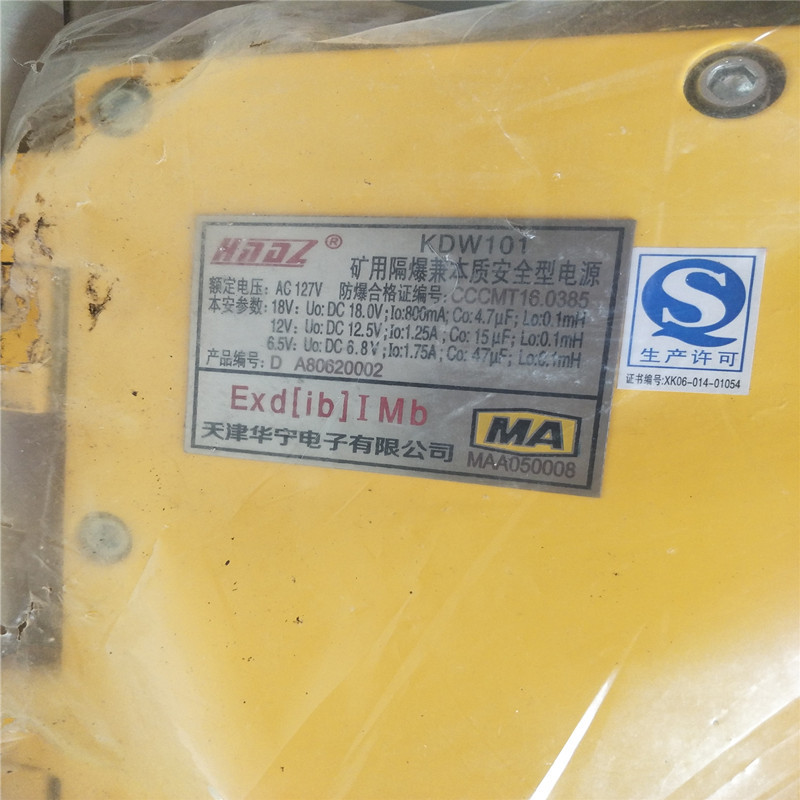 HNDZ®
KDW101
矿用隔爆兼本质安全型电源
额定电压: AC 127V 防爆合格证编号: CCCMT16.0385
本安参数: 18V: Uo: DC 18.0V; Io: 800mA; Co: 4.7μF; Lo: 0.1mH
12V: Uo: DC 12.5V; Io: 1.25A; Co: 15μF; Lo: 0.1mH
6.5V: Uo: DC 6.8V; Io: 1.75A; Co: 47μF; Lo: 0.1mH
产品编号: D A80620002
Exd[ib]I Mb
天津华宁电子有限公司
MA
MAA050008
S
生产许可
证书编号:XK06-014-01054